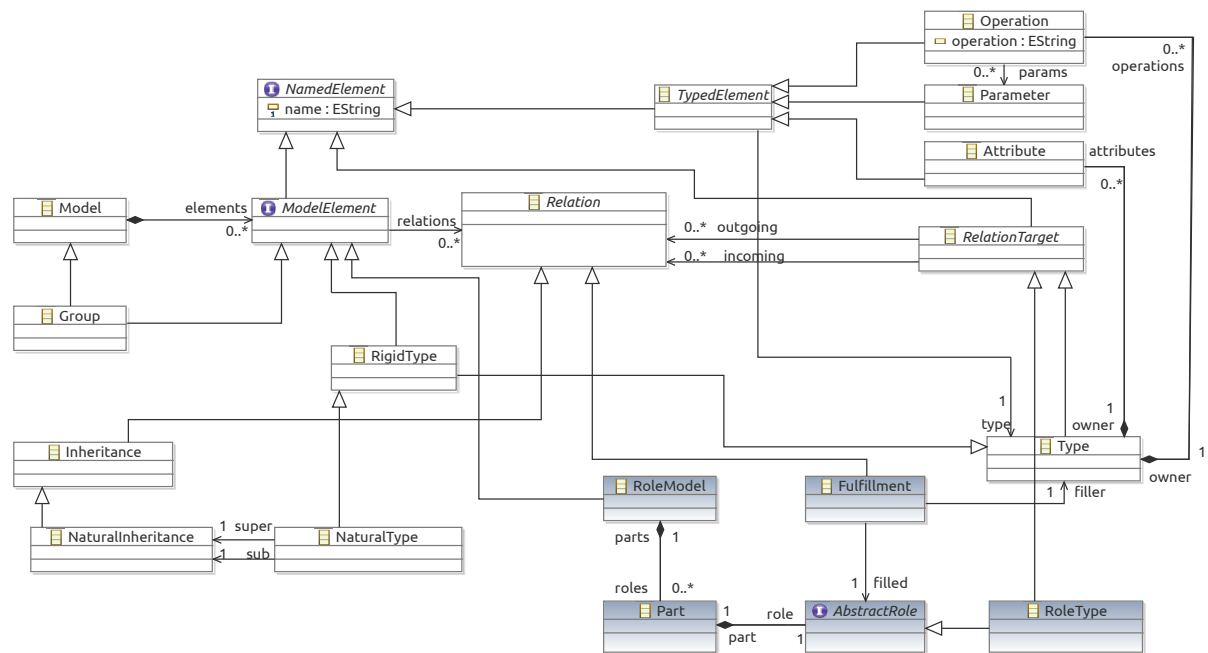 Operation
operation : EString
0..*
operations
0..* params
NamedElement
name : EString
1
TypedElement
Parameter
Attribute
attributes
0..*
Model
elements
0..*
ModelElement
relations
0..*
Relation
0..* outgoing
0..* incoming
RelationTarget
Group
RigidType
1
type
1
owner
Type
1
owner
Inheritance
RoleModel
Fulfillment
1 filler
NaturalInheritance
1 super
1 sub
NaturalType
parts 1
1 filled
roles 0..*
Part
1 role
part 1
AbstractRole
RoleType